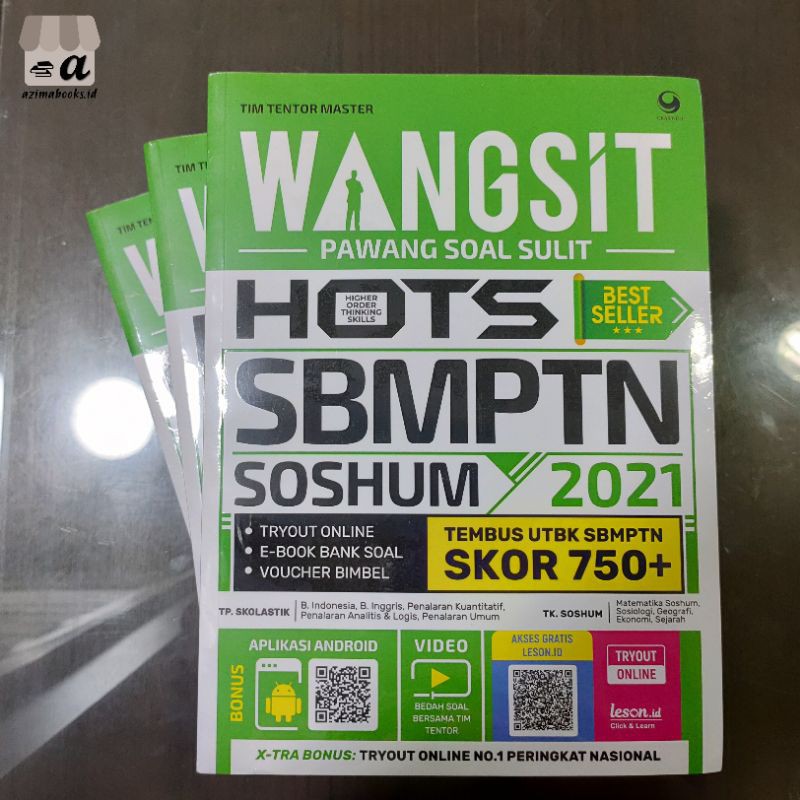 a
azimabooks.id
TIM TENTOR MASTER
WANGSIT
PAWANG SOAL SULIT
HOTS
HIGHER
ORDER
THINKING
SKILLS
BEST
SELLER
SBMPTN
SOSHUM 2021
• TRYOUT ONLINE
• E-BOOK BANK SOAL
• VOUCHER BIMBEL
TEMBUS UTBK SBMPTN
SKOR 750+
TP. SKOLASTIK
B. Indonesia, B. Inggris, Penalaran Kuantitatif,
Penalaran Analitis & Logis, Penalaran Umum
TK. SOSHUM
Matematika Soshum,
Sosiologi, Geografi,
Ekonomi, Sejarah
BONUS
APLIKASI ANDROID
VIDEO
BEDAH SOAL
BERSAMA TIM
TENTOR
AKSES GRATIS
LESON.ID
TRYOUT
ONLINE
leson.id
Click & Learn
X-TRA BONUS: TRYOUT ONLINE NO.1 PERINGKAT NASIONAL
TIM T
TIM TENTO